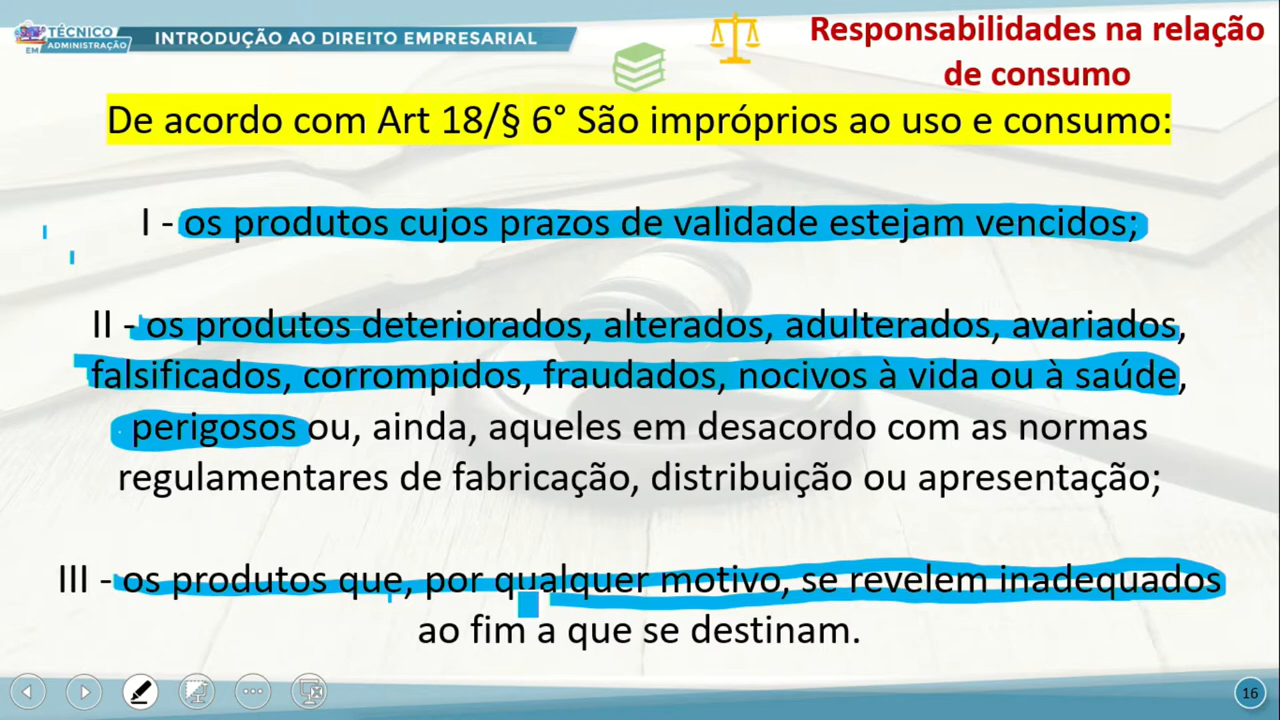 TÉCNICO
EM ADMINISTRAÇÃO
INTRODUÇÃO AO DIREITO EMPRESARIAL
Responsabilidades na relação
de consumo
De acordo com Art 18/§ 6° São impróprios ao uso e consumo:
I - os produtos cujos prazos de validade estejam vencidos;
II - os produtos deteriorados, alterados, adulterados, avariados,
falsificados, corrompidos, fraudados, nocivos à vida ou à saúde,
perigosos ou, ainda, aqueles em desacordo com as normas
regulamentares de fabricação, distribuição ou apresentação;
III - os produtos que, por qualquer motivo, se revelem inadequados
ao fim a que se destinam.
16